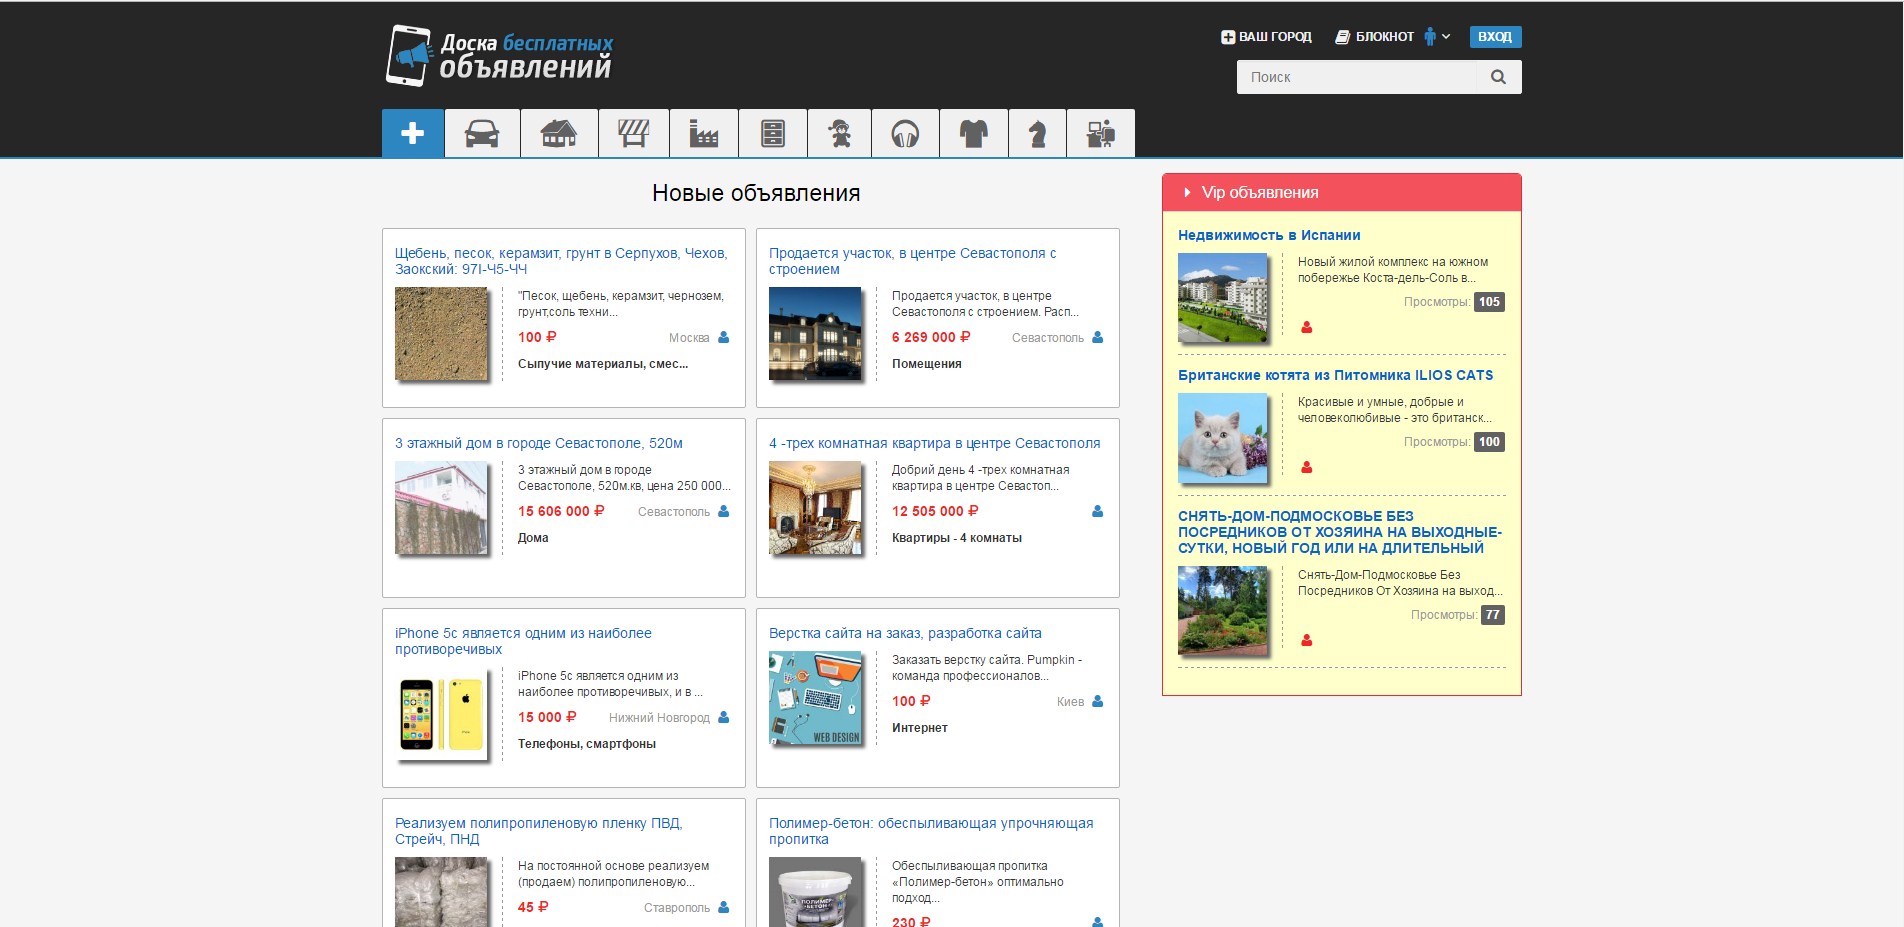 Доска бесплатных
объявлений
ВАШ ГОРОД
БЛОКНОТ
ВХОД
Поиск
Новые объявления
Щебень, песок, керамзит, грунт в Серпухов, Чехов,
Заокский: 97I-Ч5-ЧЧ
"Песок, щебень, керамзит, чернозем,
грунт,соль техни...
100 ₽
Москва
Сыпучие материалы, смес...
Продается участок, в центре Севастополя с
строением
Продается участок, в центре
Севастополя с строением. Расп...
6 269 000 ₽
Севастополь
Помещения
3 этажный дом в городе Севастополе, 520м
3 этажный дом в городе
Севастополе, 520м.кв, цена 250 000...
15 606 000 ₽
Севастополь
Дома
4 -трех комнатная квартира в центре Севастополя
Добрий день 4 -трех комнатная
квартира в центре Севастоп...
12 505 000 ₽
Квартиры - 4 комнаты
iPhone 5с является одним из наиболее
противоречивых
iPhone 5с является одним из
наиболее противоречивых, и в ...
15 000 ₽
Нижний Новгород
Телефоны, смартфоны
Верстка сайта на заказ, разработка сайта
WEB DESIGN
Заказать верстку сайта. Pumpkin -
команда профессионалов...
100 ₽
Киев
Интернет
Реализуем полипропиленовую пленку ПВД,
Стрейч, ПНД
На постоянной основе реализуем
(продаем) полипропиленовую...
45 ₽
Ставрополь
Полимер-бетон: обеспыливающая упрочняющая
пропитка
ПОЛИМЕР
-БЕТОН
Обеспыливающая пропитка
«Полимер-бетон» оптимально
подход...
230 ₽
Vip объявления
Недвижимость в Испании
Новый жилой комплекс на южном
побережье Коста-дель-Соль в...
Просмотры: 105
Британские котята из Питомника ILIOS CATS
Красивые и умные, добрые и
человеколюбивые - это британск...
Просмотры: 100
СНЯТЬ-ДОМ-ПОДМОСКОВЬЕ БЕЗ
ПОСРЕДНИКОВ ОТ ХОЗЯИНА НА ВЫХОДНЫЕ-
СУТКИ, НОВЫЙ ГОД ИЛИ НА ДЛИТЕЛЬНЫЙ
Снять-Дом-Подмосковье Без
Посредников От Хозяина на выход...
Просмотры: 77